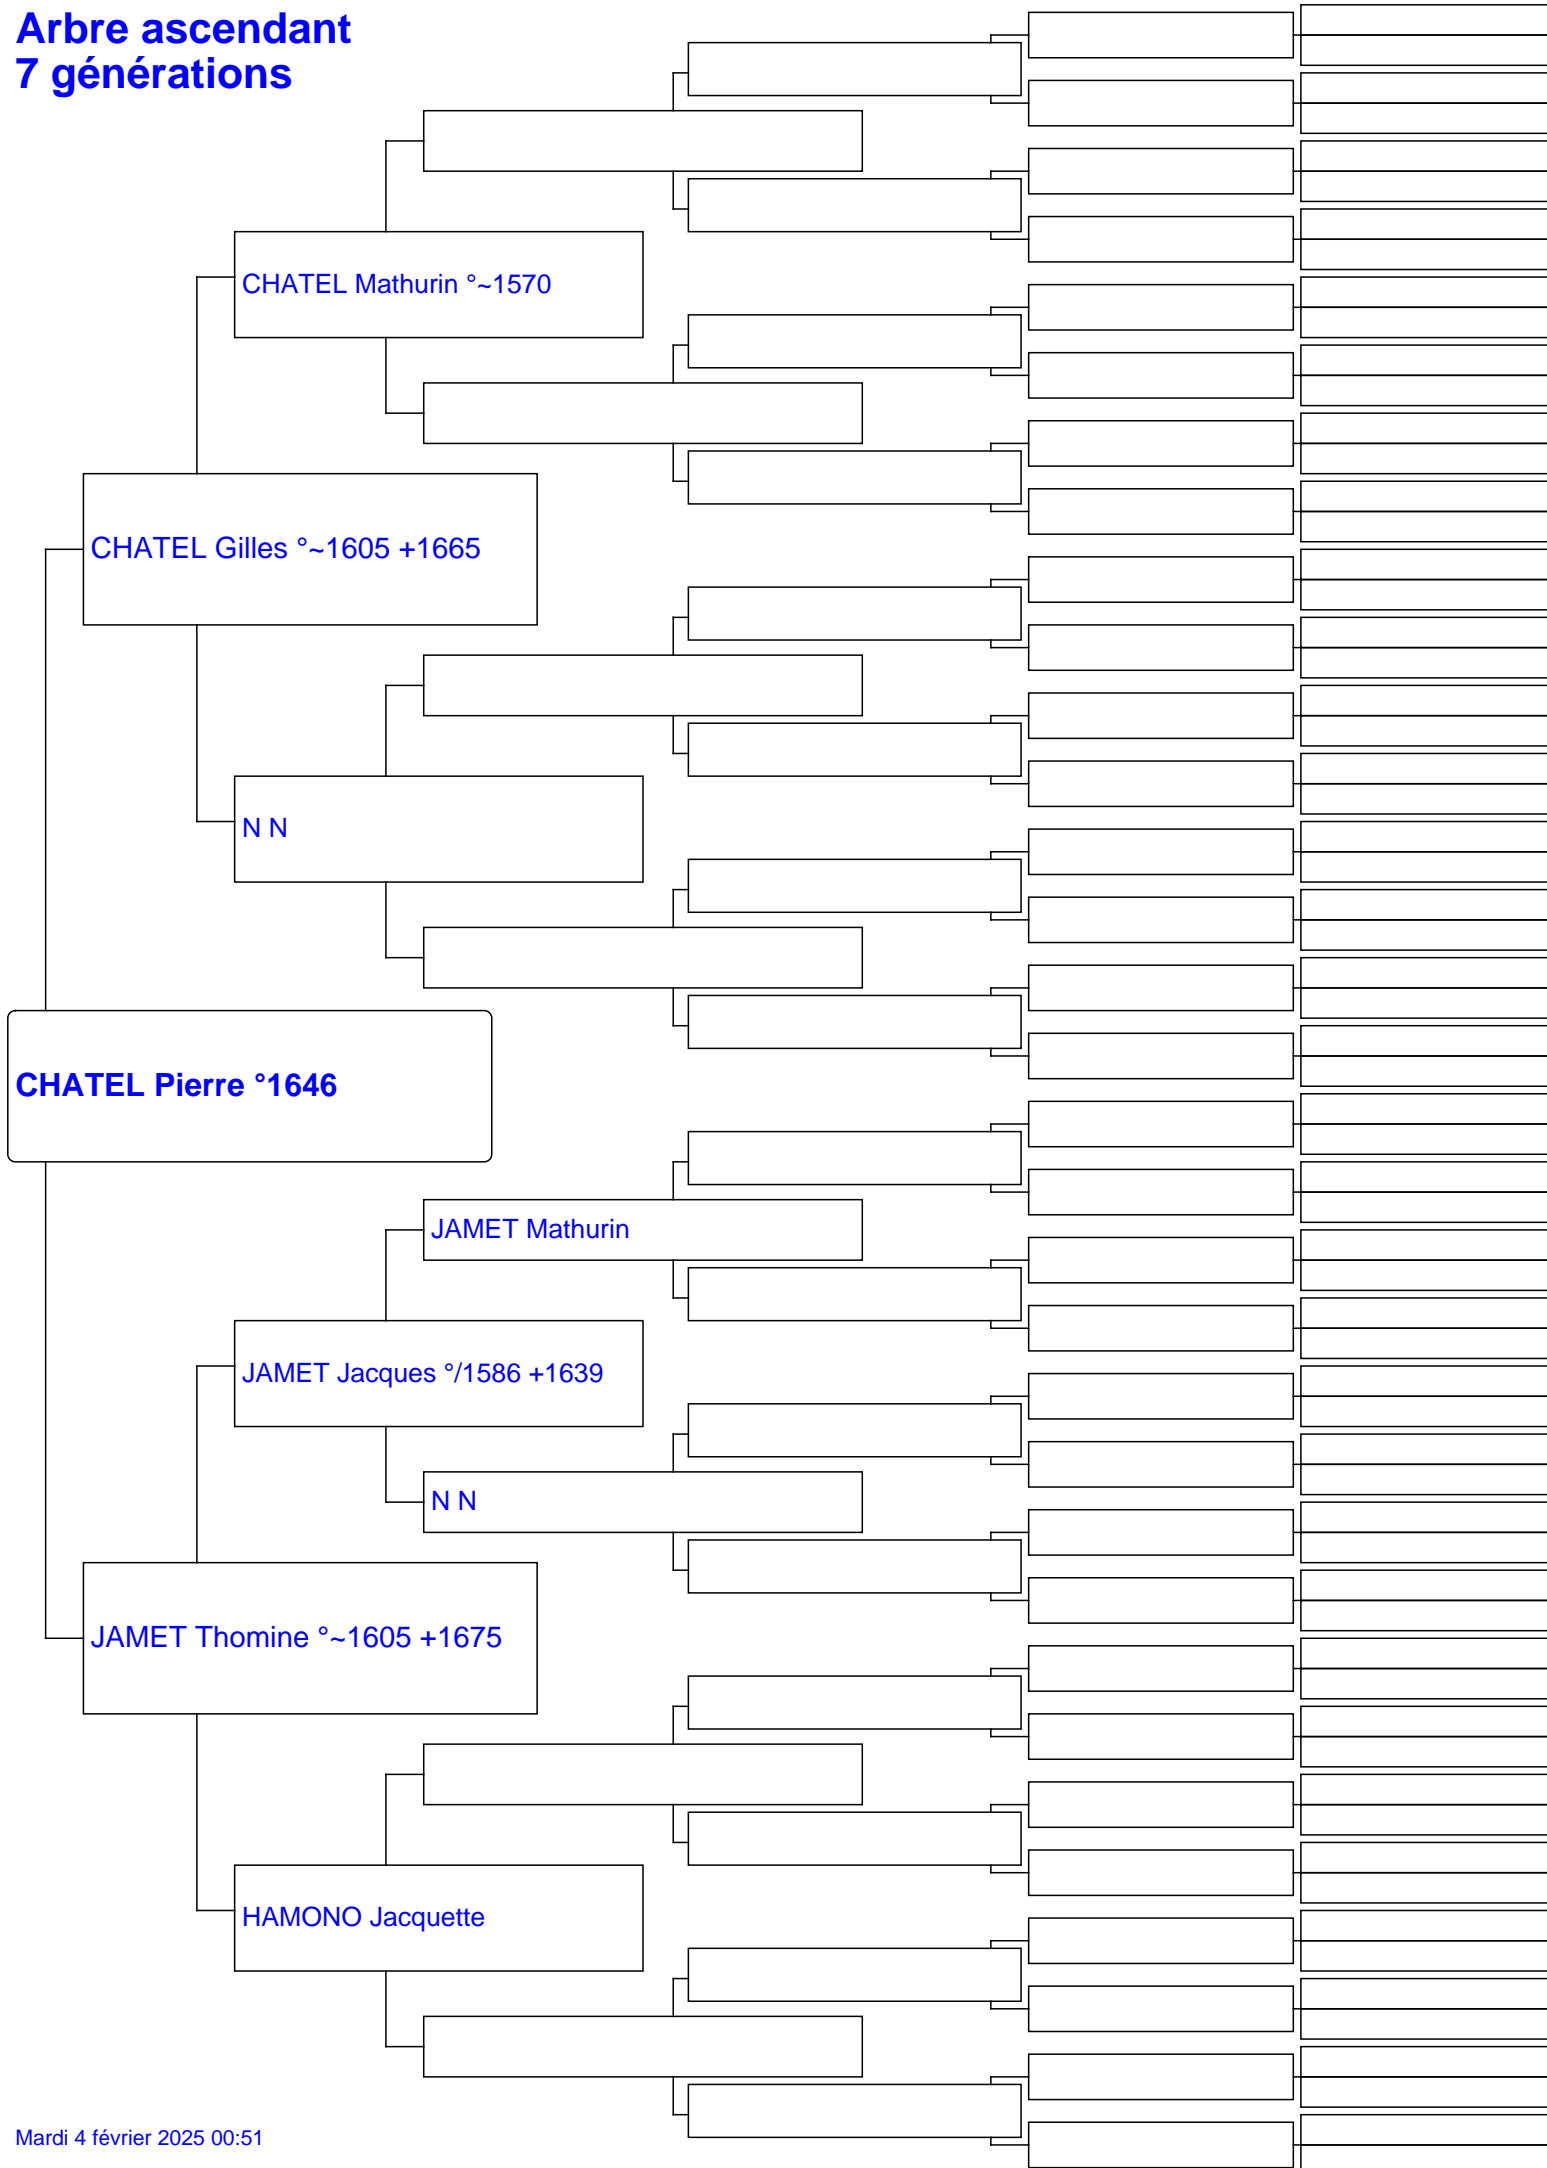 Arbre ascendant
7 générations
CHATEL Mathurin °~1570
CHATEL Gilles °~1605 +1665
N N
CHATEL Pierre °1646
JAMET Mathurin
JAMET Jacques °/1586 +1639
N N
JAMET Thomine °~1605 +1675
HAMONO Jacquette
Mardi 4 février 2025 00:51